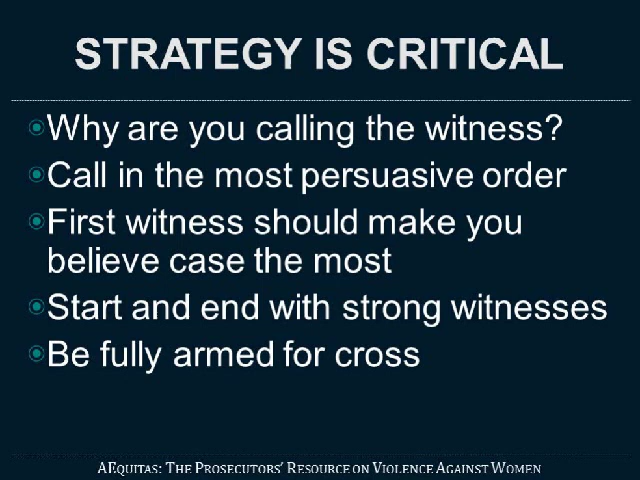 STRATEGY IS CRITICAL
Why are you calling the witness?
Call in the most persuasive order
First witness should make you
believe case the most
Start and end with strong witnesses
Be fully armed for cross
AEQUITAS: THE PROSECUTORS' RESOURCE ON VIOLENCE AGAINST WOMEN